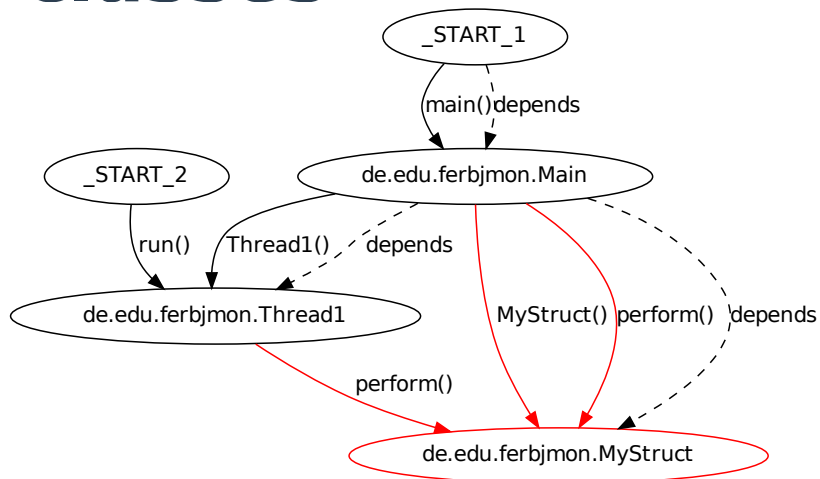 _START_1
main() depends
_START_2
de.edu.ferbjmon.Main
run()
Thread1()
depends
de.edu.ferbjmon.Thread1
MyStruct()
perform()
depends
perform()
de.edu.ferbjmon.MyStruct